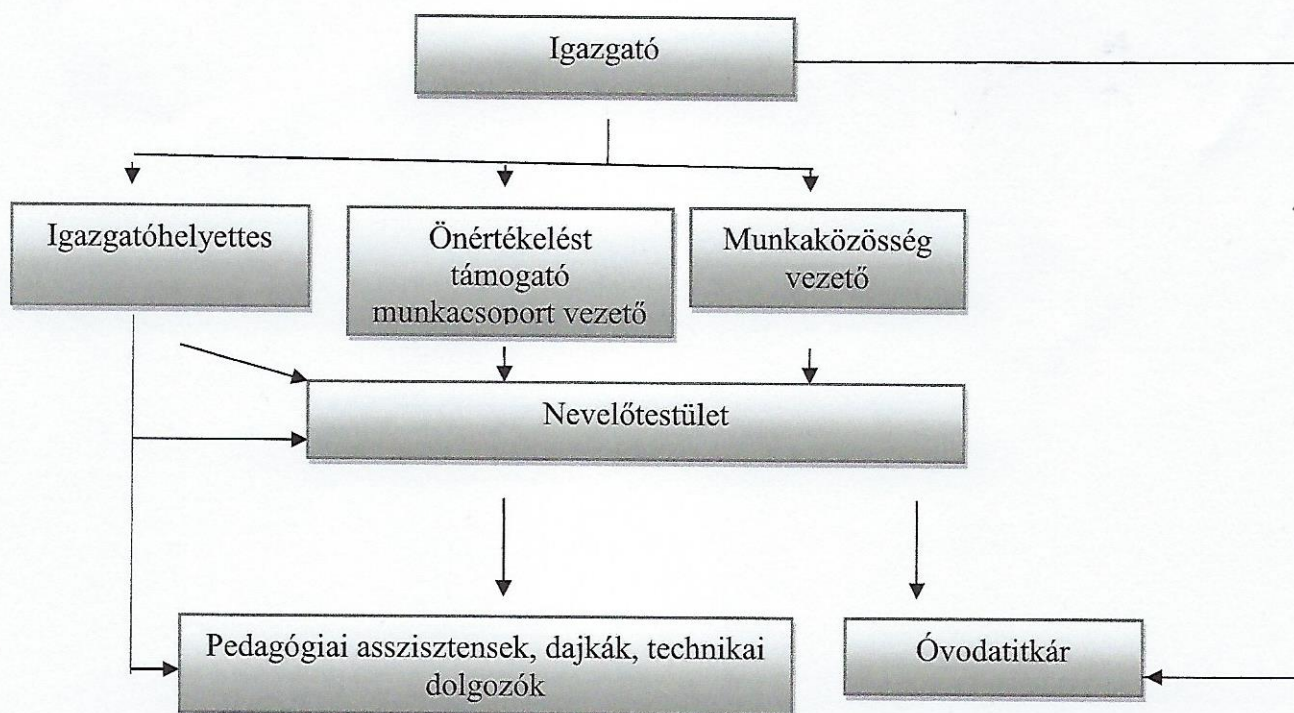 Igazgató
Igazgatóhelyettes
Önértékelést
támogató
munkacsoport vezető
Munkaközösség
vezető
Nevelőtestület
Pedagógiai asszisztensek, dajkák, technikai
dolgozók
Óvodatitkár